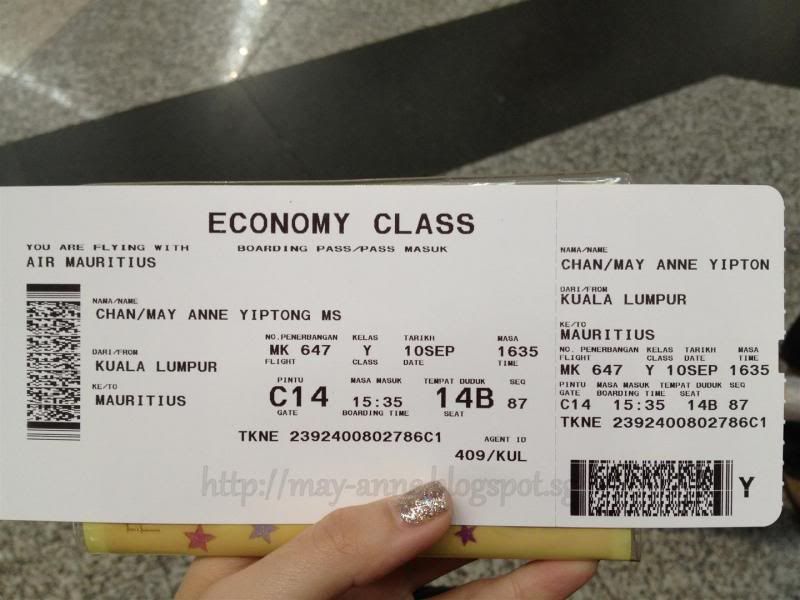 ECONOMY CLASS
YOU ARE FLYING WITH BOARDING PASS/PASS MASUK
AIR MAURITIUS
NAMA/NAME
CHAN/MAY ANNE YIPTONG MS
NO.PENERBANGAN KELAS TARIKH MASA
MK 647 Y 10SEP 1635
FLIGHT CLASS DATE TIME
DARI/FROM
KUALA LUMPUR
KE/TO
MAURITIUS
PINTU MASA MASUK TEMPAT DUDUK SEQ
C14 15:35 14B 87
GATE BOARDING TIME SEAT
TKNE 2392400802786C1 AGENT ID
409/KUL
NAMA/NAME
CHAN/MAY ANNE YIPTON
DARI/FROM
KUALA LUMPUR
KE/TO
MAURITIUS
NO. PENERBANGAN KELAS TARIKH MASA
FLIGHT CLASS DATE TIME
MK 647 Y 10SEP 1635
PINTU MASA MASUK TEMPAT DUDUK SEQ
GATE BOARDING TIME SEAT
C14 15:35 14B 87
TKNE 2392400802786C1
Y
http://may-anne.blogspot.sg